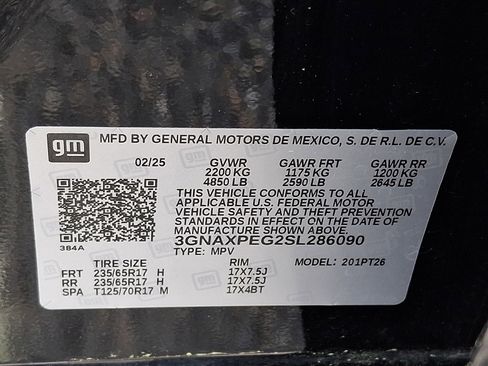 gm MFD BY GENERAL MOTORS DE MEXICO, S. DE R.L. DE C.V.
02/25 GVWR GAWR FRT GAWR RR
2200 KG 1175 KG 1200 KG
4850 LB 2590 LB 2645 LB
THIS VEHICLE CONFORMS TO ALL
APPLICABLE U.S. FEDERAL MOTOR
VEHICLE SAFETY AND THEFT PREVENTION
STANDARDS IN EFFECT ON THE DATE OF
MANUFACTURE SHOWN ABOVE.
3GNAXPEG2SL286090
384A TYPE: MPV MODEL: 201PT26
TIRE SIZE RIM
FRT 235/65R17 H 17X7.5J
RR 235/65R17 H 17X7.5J
SPA T125/70R17 M 17X4BT